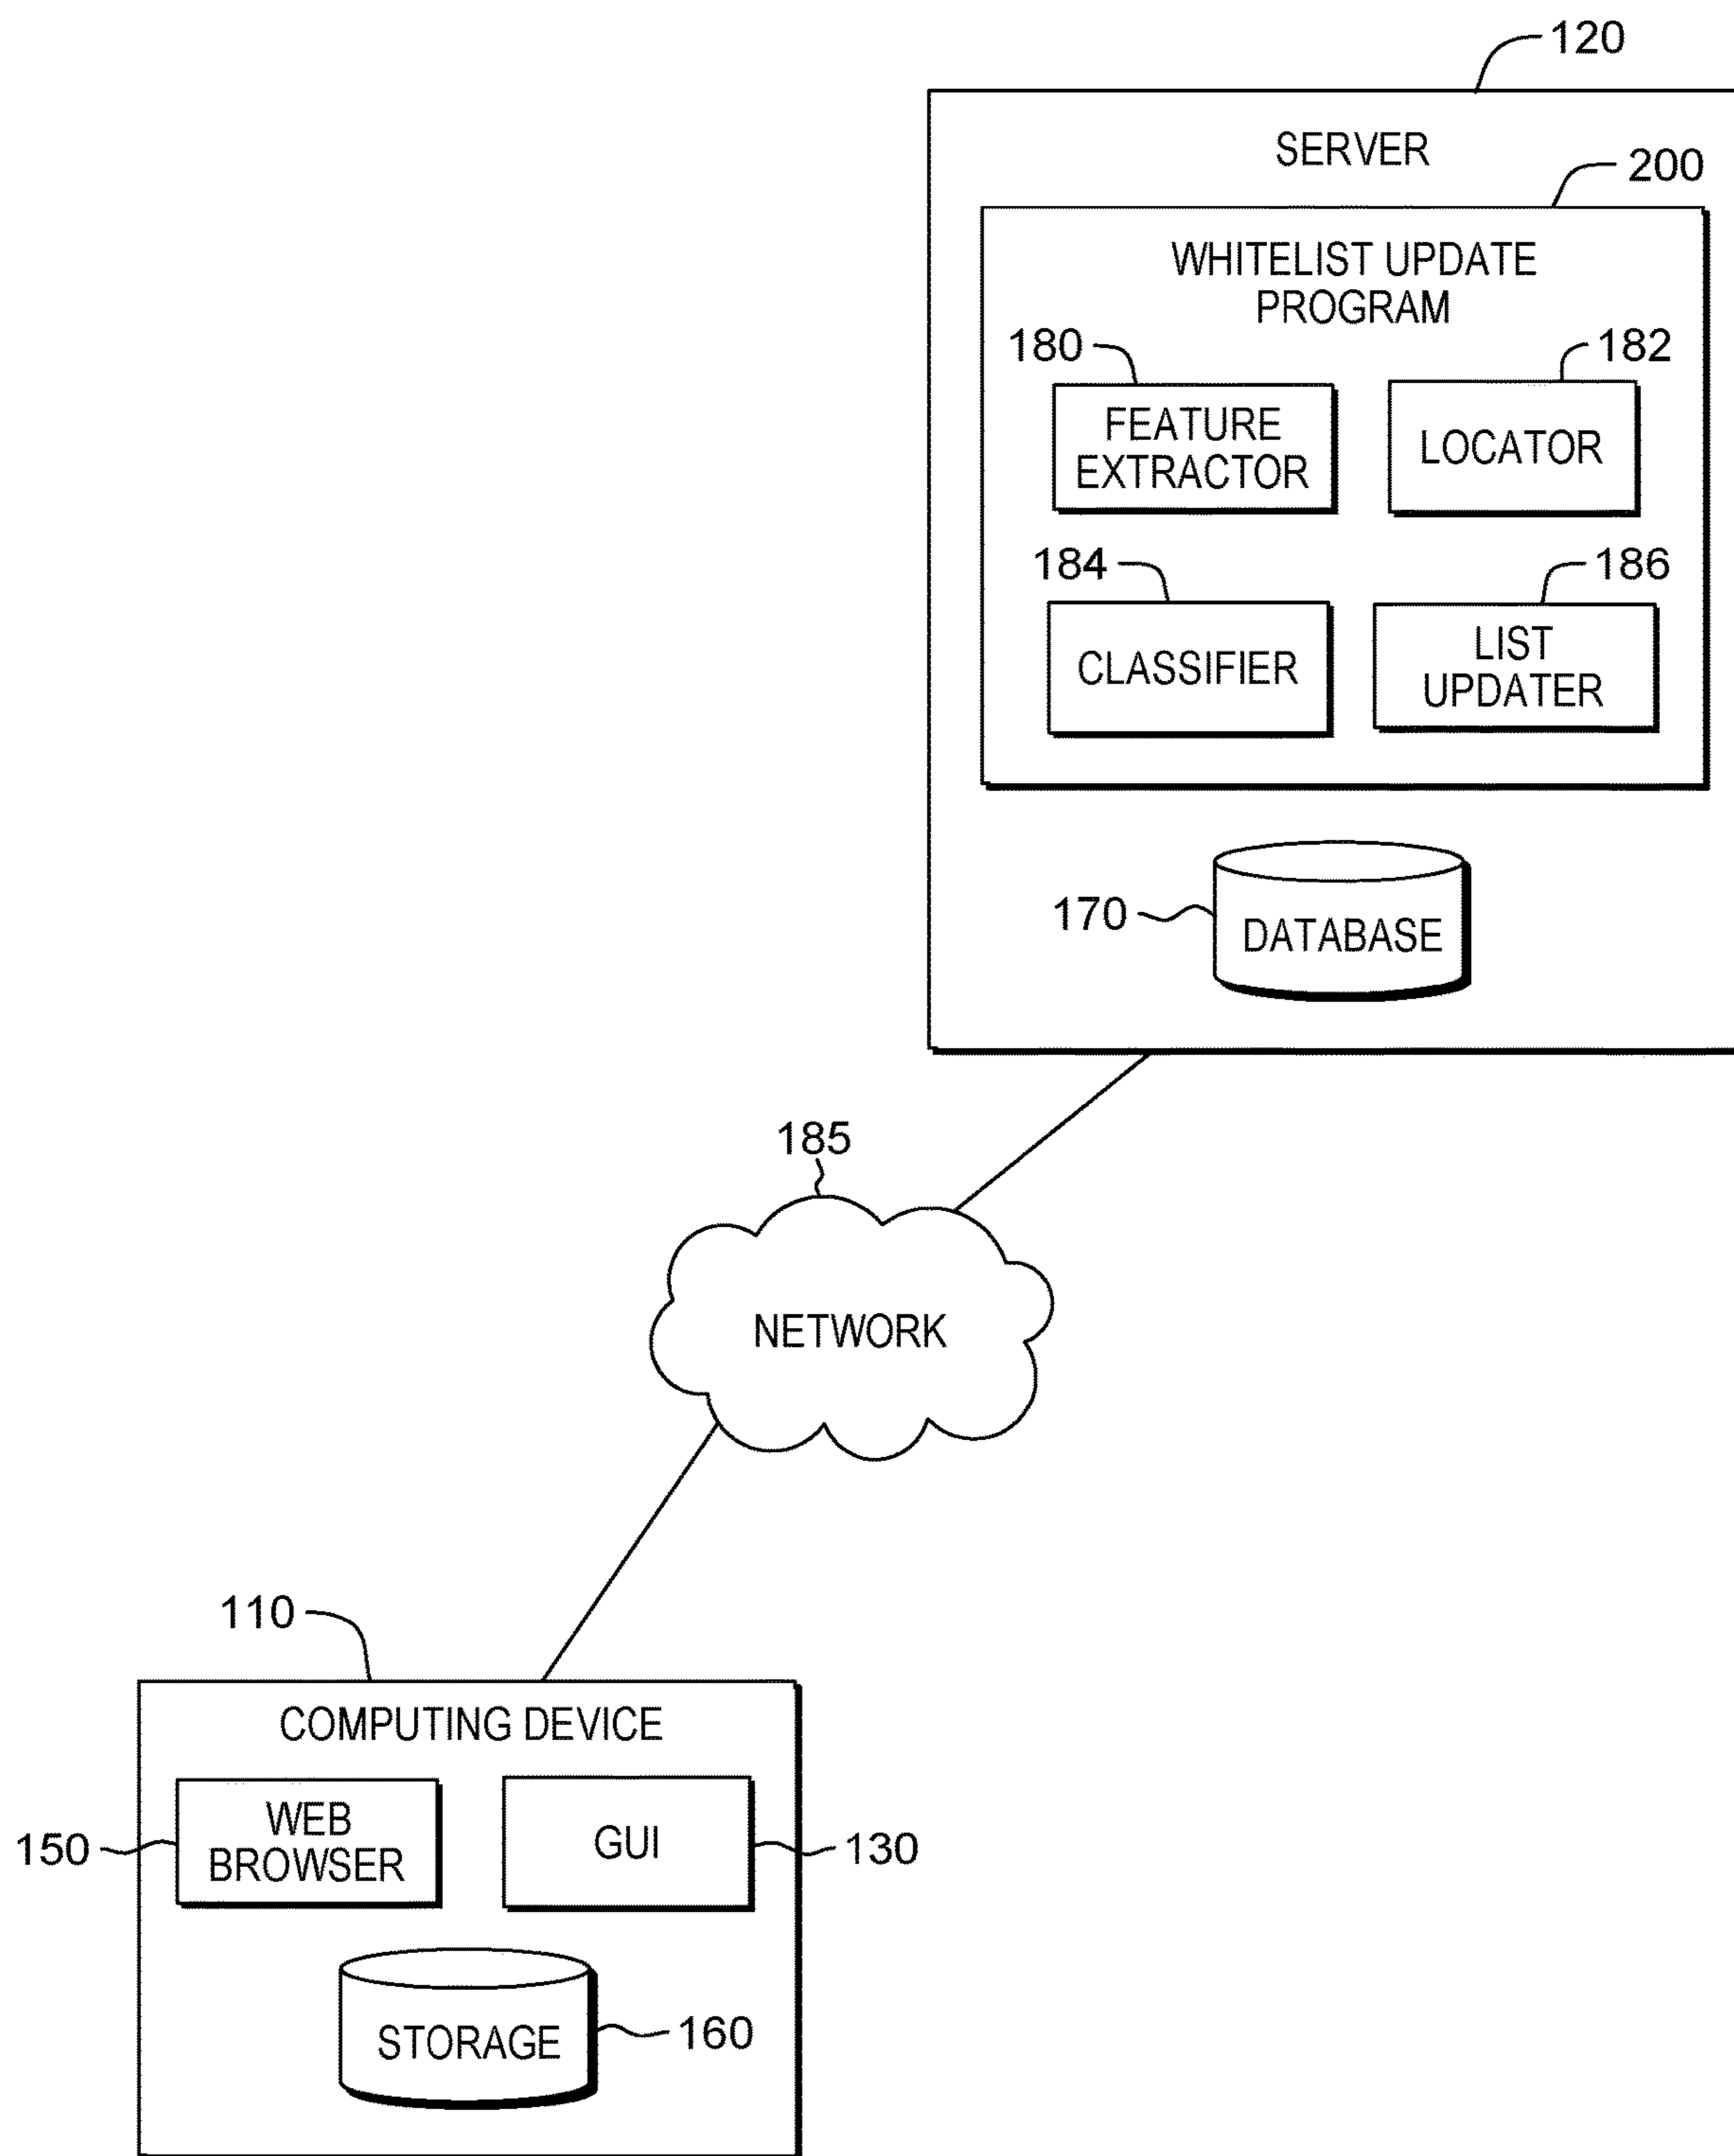 120
SERVER
200
WHITELIST UPDATE
PROGRAM
180
182
FEATURE
EXTRACTOR
LOCATOR
184
186
CLASSIFIER
LIST
UPDATER
170
DATABASE
185
NETWORK
110
COMPUTING DEVICE
WEB
BROWSER
150
GUI
130
STORAGE
160